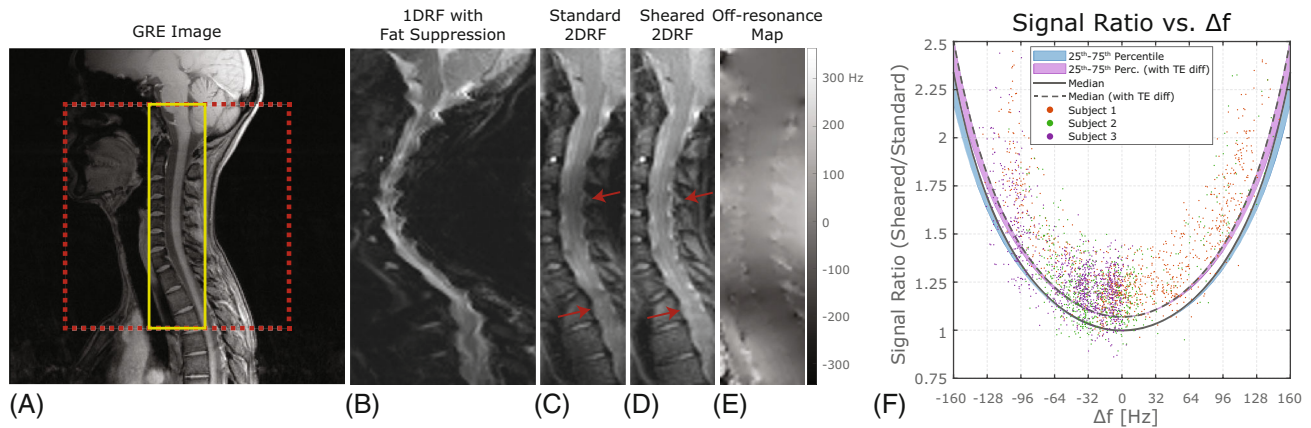 GRE Image
1DRF with
Fat Suppression
Standard
2DRF
Sheared
2DRF
Off-resonance
Map
300 Hz
200
100
0
-100
-200
-300
(A)
(B)
(C)
(D)
(E)
(F)
Signal Ratio vs. Δf
25th-75th Percentile
25th-75th Perc. (with TE diff)
Median
Median (with TE diff)
Subject 1
Subject 2
Subject 3
Signal Ratio (Sheared/Standard)
2.5
2.25
2
1.75
1.5
1.25
1
0.75
-160 -128 -96 -64 -32 0 32 64 96 128 160
Δf [Hz]